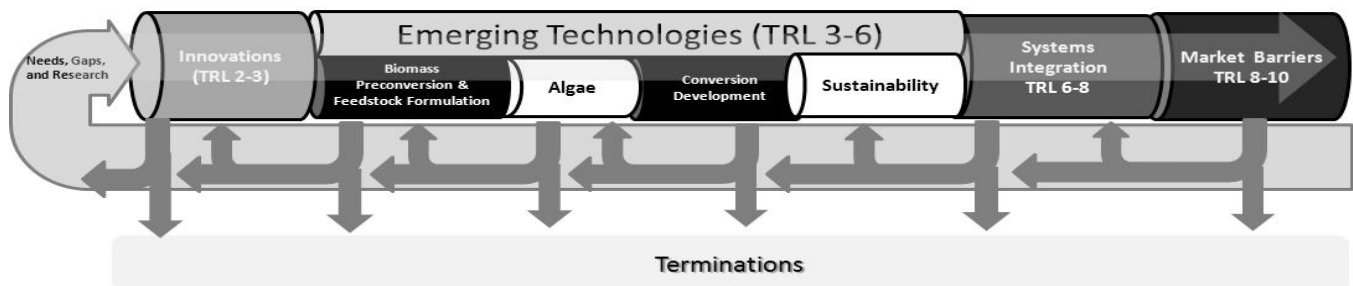 Needs, Gaps,
and Research
Innovations
(TRL 2-3)
Emerging Technologies (TRL 3-6)
Biomass
Preconversion &
Feedstock Formulation
Algae
Conversion
Development
Sustainability
Systems
Integration
TRL 6-8
Market Barriers
TRL 8-10
Terminations